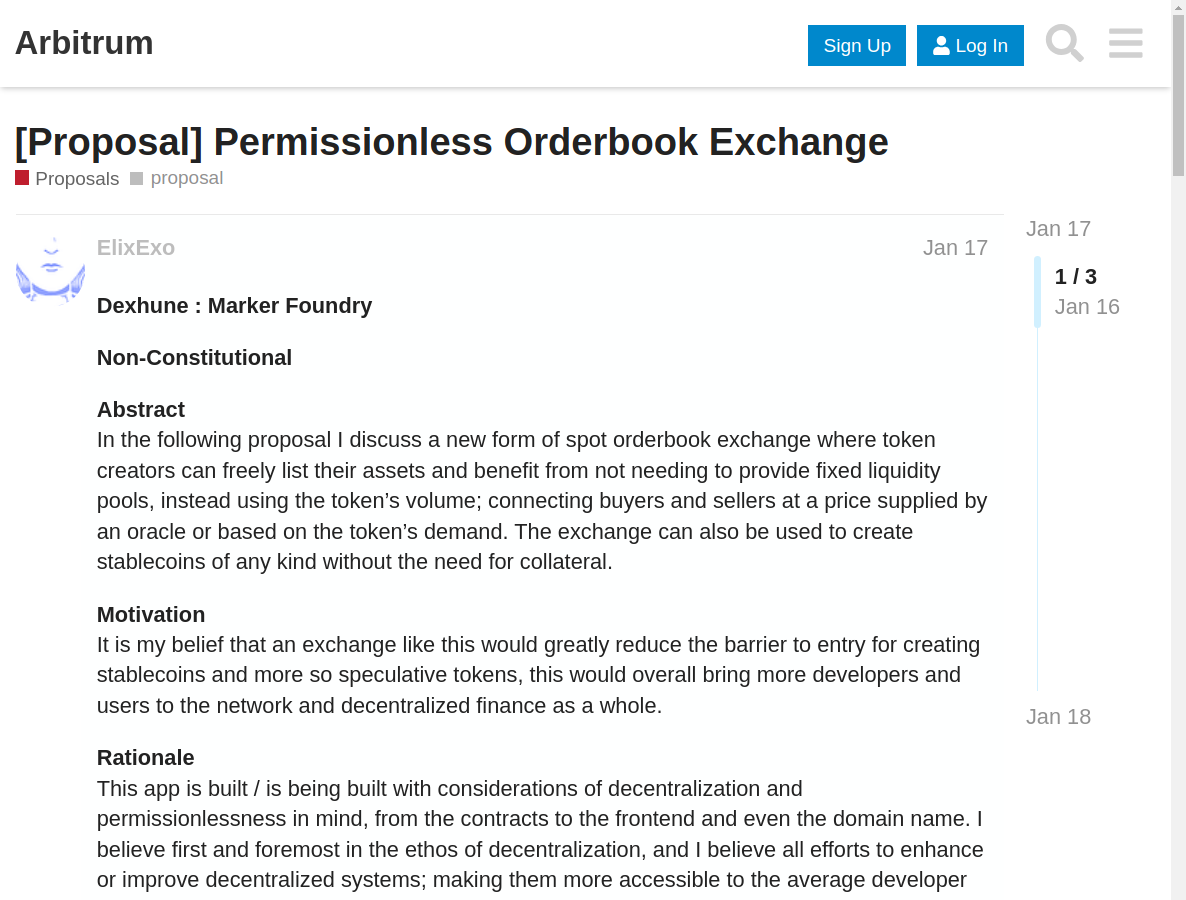 Arbitrum
Sign Up
Log In
[Proposal] Permissionless Orderbook Exchange
Proposals
proposal
ElixExo
Jan 17
Dexhune : Marker Foundry
Non-Constitutional
Abstract
In the following proposal I discuss a new form of spot orderbook exchange where token
creators can freely list their assets and benefit from not needing to provide fixed liquidity
pools, instead using the token’s volume; connecting buyers and sellers at a price supplied by
an oracle or based on the token’s demand. The exchange can also be used to create
stablecoins of any kind without the need for collateral.
Motivation
It is my belief that an exchange like this would greatly reduce the barrier to entry for creating
stablecoins and more so speculative tokens, this would overall bring more developers and
users to the network and decentralized finance as a whole.
Rationale
This app is built / is being built with considerations of decentralization and
permissionlessness in mind, from the contracts to the frontend and even the domain name. I
believe first and foremost in the ethos of decentralization, and I believe all efforts to enhance
or improve decentralized systems; making them more accessible to the average developer
Jan 17
1 / 3
Jan 16
Jan 18